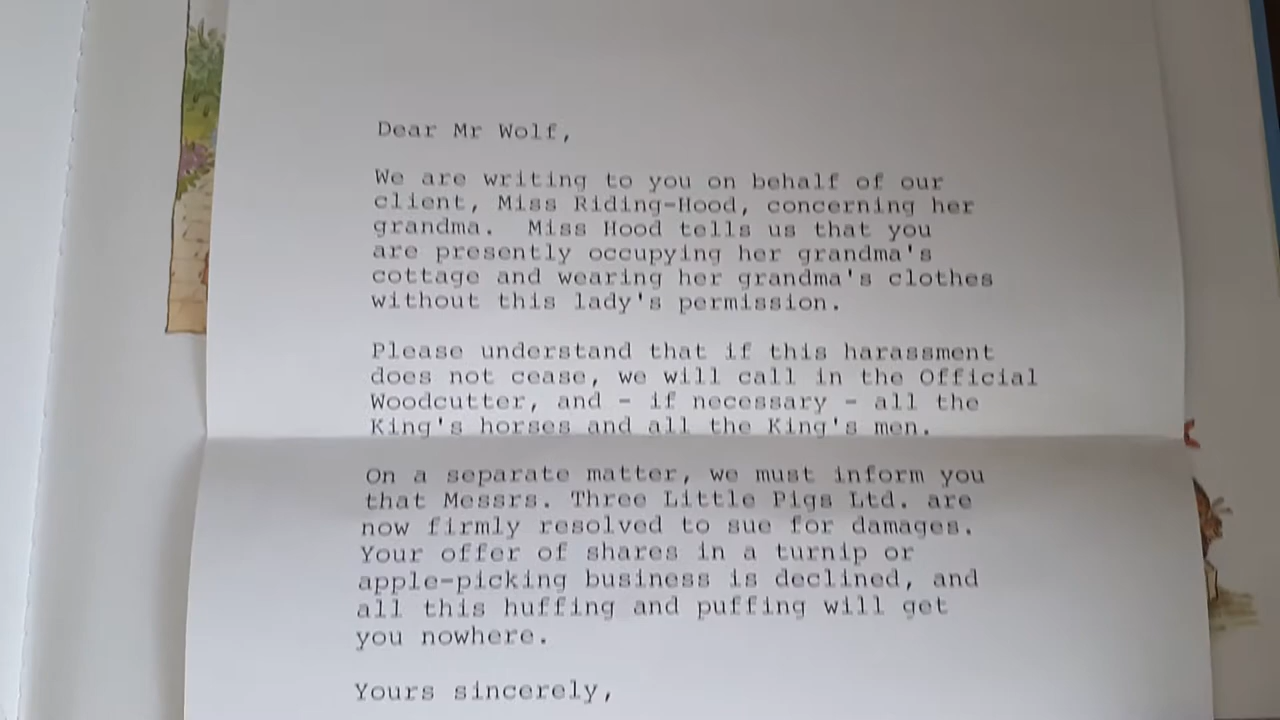 Dear Mr Wolf,
We are writing to you on behalf of our
client, Miss Riding-Hood, concerning her
grandma.  Miss Hood tells us that you
are presently occupying her grandma's
cottage and wearing her grandma's clothes
without this lady's permission.
Please understand that if this harassment
does not cease, we will call in the Official
Woodcutter, and - if necessary - all the
King's horses and all the King's men.
On a separate matter, we must inform you
that Messrs. Three Little Pigs Ltd. are
now firmly resolved to sue for damages.
Your offer of shares in a turnip or
apple-picking business is declined, and
all this huffing and puffing will get
you nowhere.
Yours sincerely,